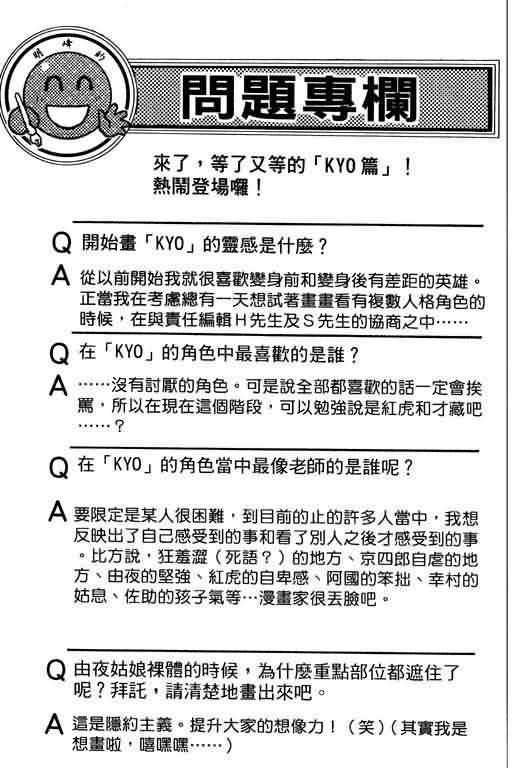 明峰的
問題專欄
來了，等了又等的「KYO篇」！
熱鬧登場囉！
Q 開始畫「KYO」的靈感是什麼？
A 從以前開始我就很喜歡變身前和變身後有差距的英雄。
正當我在考慮總有一天想試著畫畫看有複數人格角色的
時候，在與責任編輯H先生及S先生的協商之中……
Q 在「KYO」的角色中最喜歡的是誰？
A ……沒有討厭的角色。可是說全部都喜歡的話一定會挨
罵，所以在現在這個階段，可以勉強說是紅虎和才藏吧
……？
Q 在「KYO」的角色當中最像老師的是誰呢？
A 要限定是某人很困難，到目前的止的許多人當中，我想
反映出了自己感受到的事和看了別人之後才感受到的事
。比方說，狂羞澀（死語？）的地方、京四郎自虐的地
方、由夜的堅強、紅虎的自卑感、阿國的笨拙、幸村的
姑息、佐助的孩子氣等…漫畫家很丟臉吧。
Q 由夜姑娘裸體的時候，為什麼重點部位都遮住了
呢？拜託，請清楚地畫出來吧。
A 這是隱約主義。提升大家的想像力！（笑）（其實我是
想畫啦，嘻嘿嘿……）